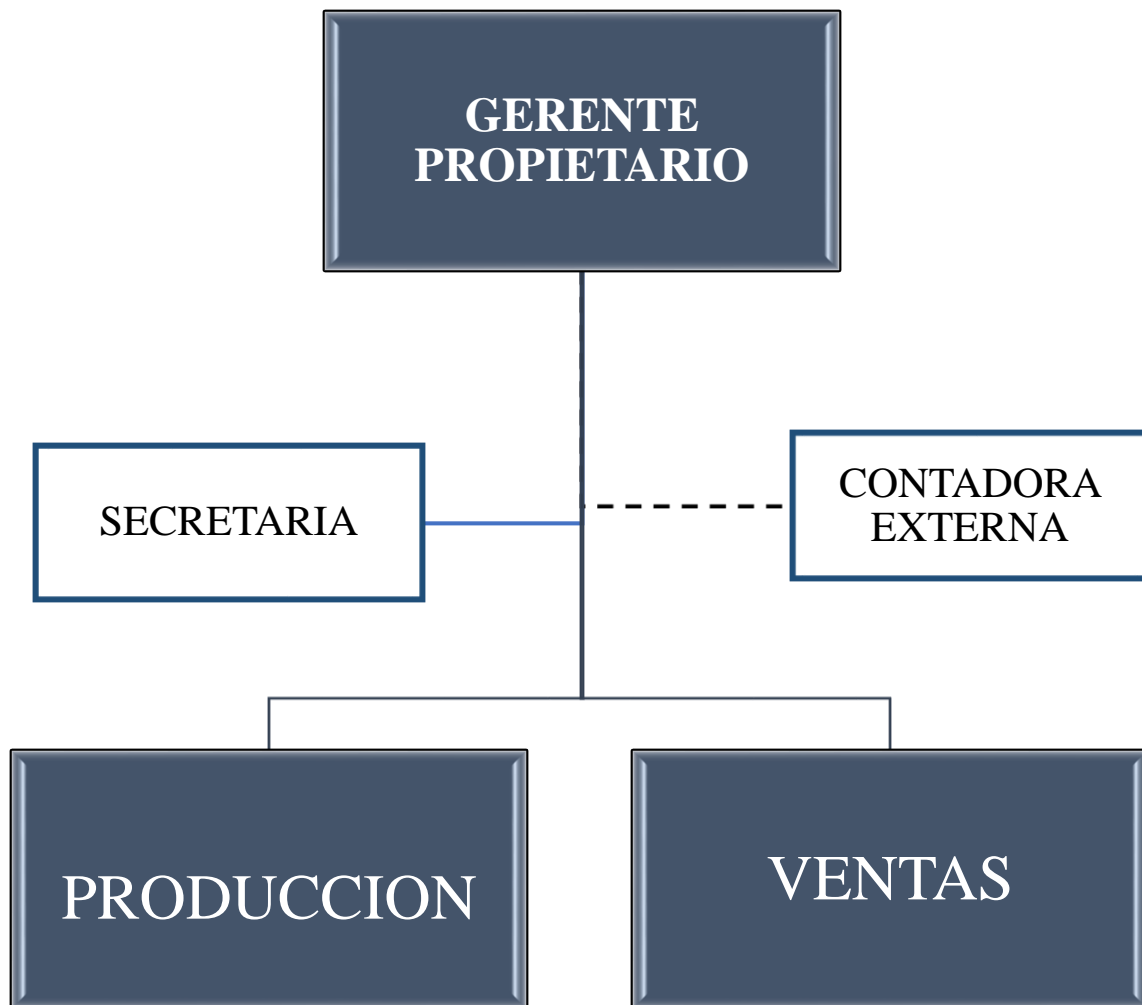 GERENTE
PROPIETARIO
SECRETARIA
CONTADORA
EXTERNA
PRODUCCION
VENTAS